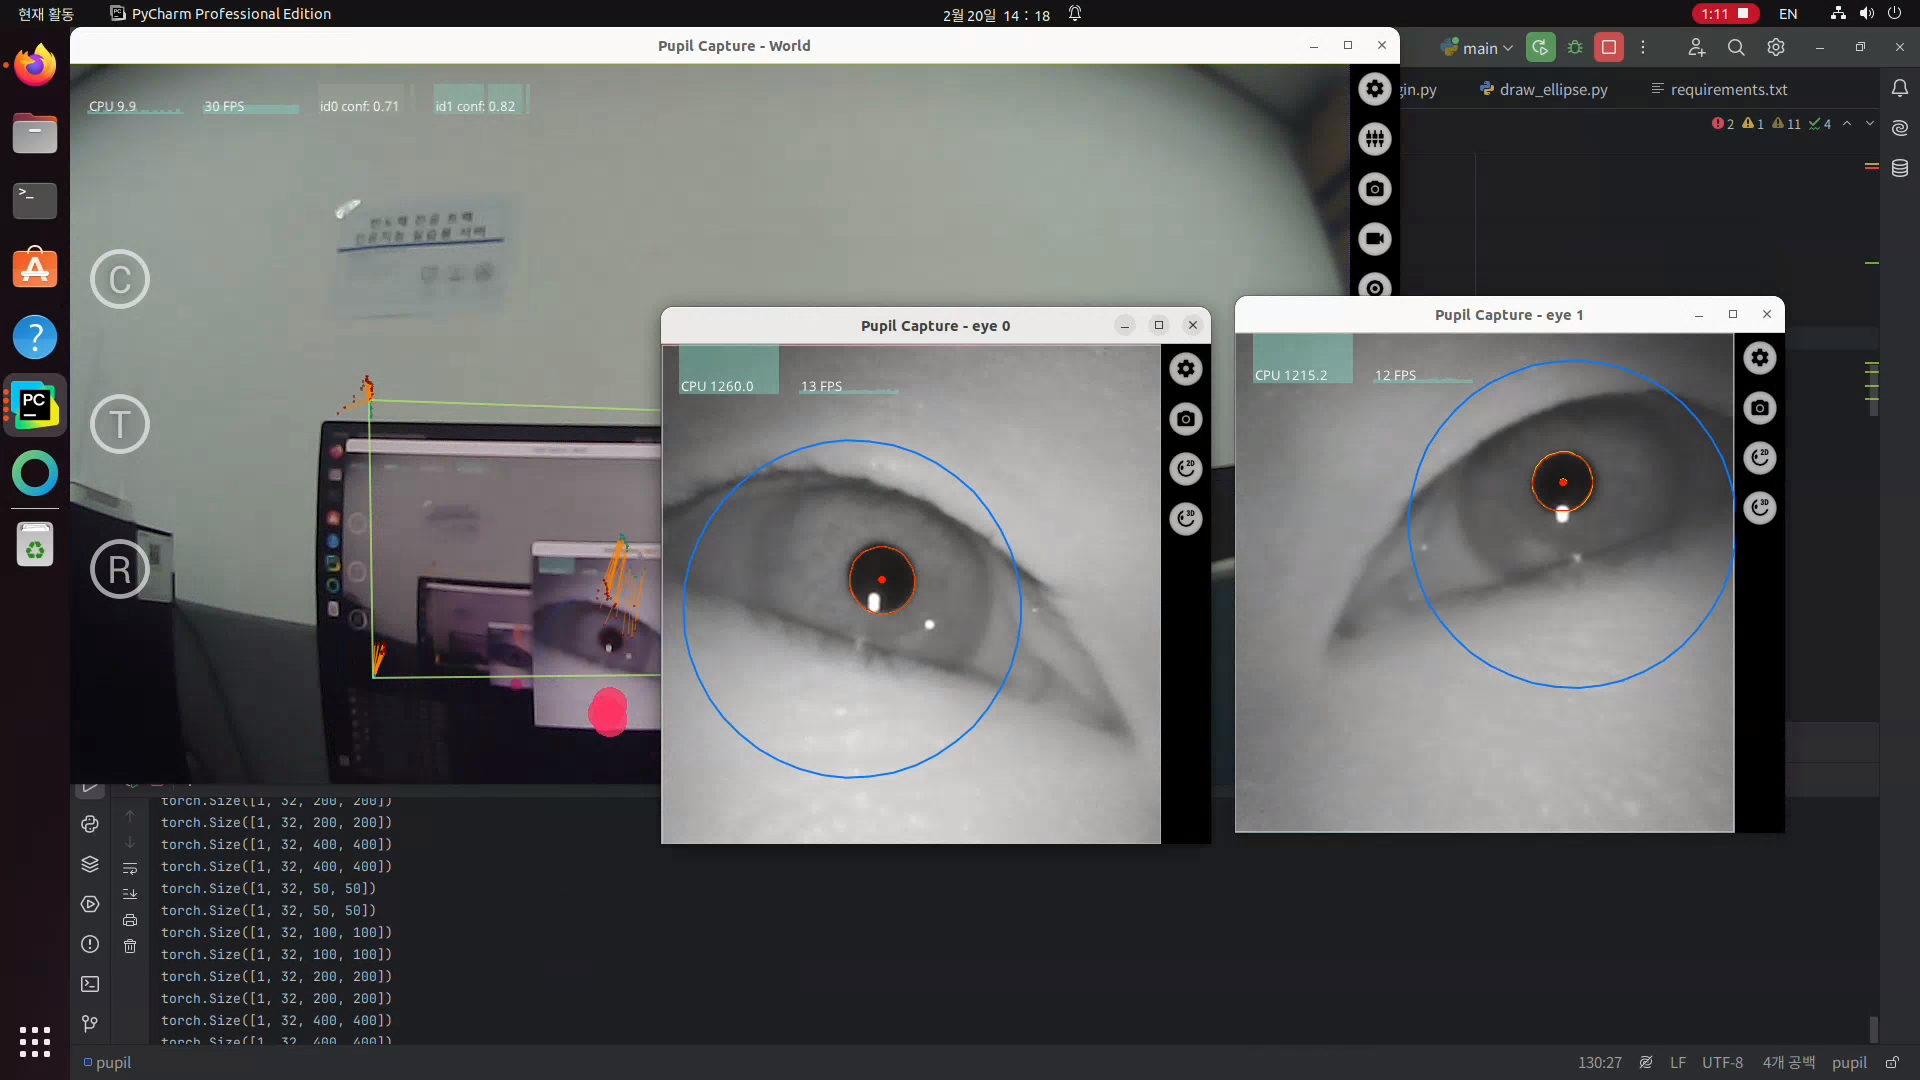 현재 활동
PyCharm Professional Edition
2월 20일 14 : 18
1:11
EN
Pupil Capture - World
main
gin.py
draw_ellipse.py
requirements.txt
2
1
11
4
CPU 9.9
30 FPS
id0 conf: 0.71
id1 conf: 0.82
C
T
R
Pupil Capture - eye 0
CPU 1260.0
13 FPS
2D
3D
Pupil Capture - eye 1
CPU 1215.2
12 FPS
2D
3D
PC
torch.Size([1, 32, 200, 200])
torch.Size([1, 32, 200, 200])
torch.Size([1, 32, 400, 400])
torch.Size([1, 32, 400, 400])
torch.Size([1, 32, 50, 50])
torch.Size([1, 32, 50, 50])
torch.Size([1, 32, 100, 100])
torch.Size([1, 32, 100, 100])
torch.Size([1, 32, 200, 200])
torch.Size([1, 32, 200, 200])
torch.Size([1, 32, 400, 400])
torch.Size([1, 32, 400, 400])
pupil
130:27
LF
UTF-8
4개 공백
pupil